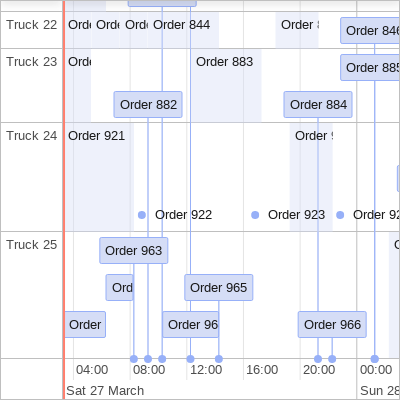 Truck 22 Orde Orde Orde Order 844 Order 8 Order 846
Truck 23 Orde Order 883 Order 885
Order 882 Order 884
Truck 24 Order 921 Order 9
Order 922 Order 923 Order 92
Truck 25
Order 963
Ord Order 965
Order Order 96 Order 966
04:00 08:00 12:00 16:00 20:00 00:00
Sat 27 March Sun 28